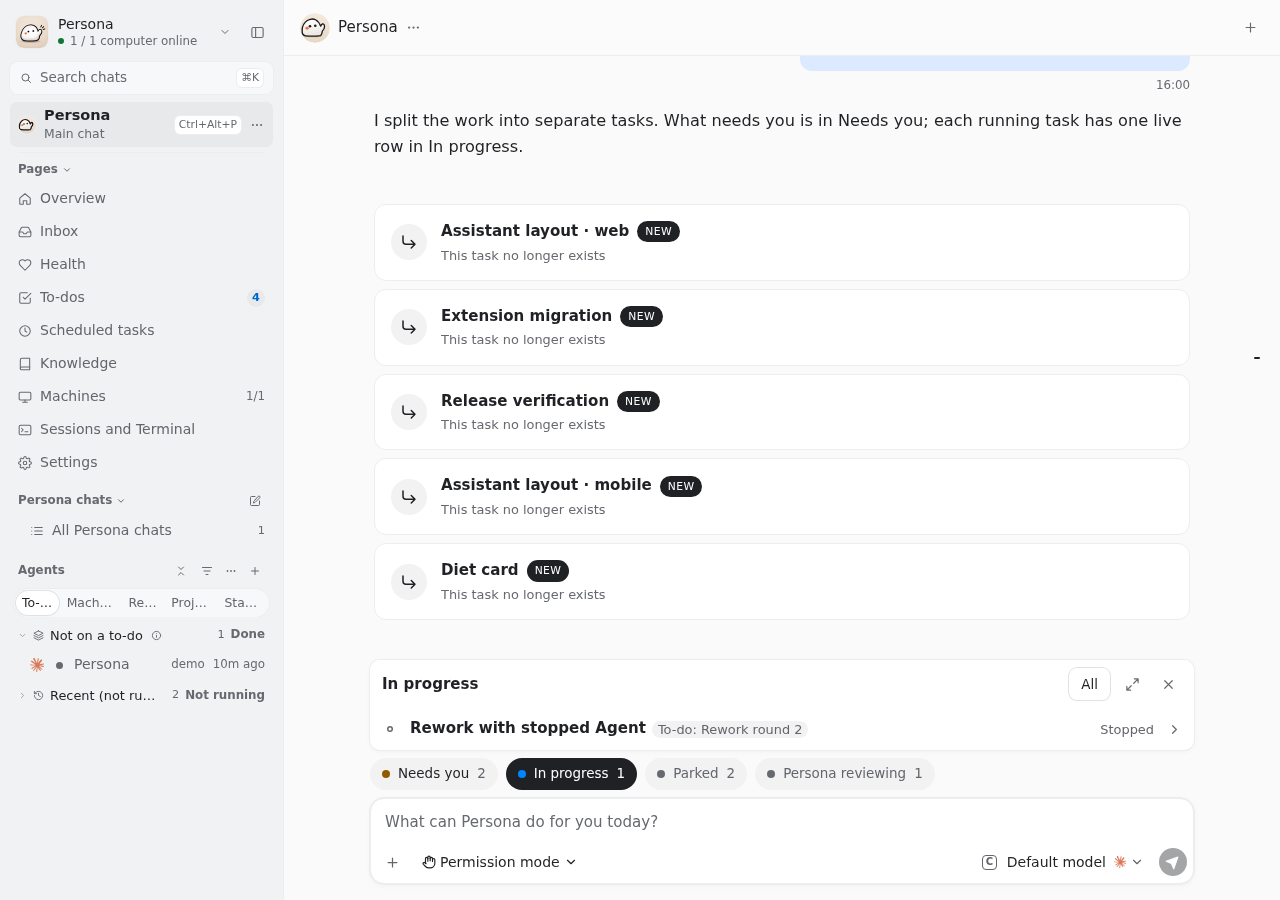 Persona
1 / 1 computer online
Search chats
⌘K
Persona
Main chat
Ctrl+Alt+P
Pages
Overview
Inbox
Health
To-dos
4
Scheduled tasks
Knowledge
Machines
1/1
Sessions and Terminal
Settings
Persona chats
All Persona chats
1
Agents
To-…
Mach…
Re…
Proj…
Sta…
Not on a to-do
1 Done
Persona
demo 10m ago
Recent (not ru…
2 Not running
Persona
16:00
I split the work into separate tasks. What needs you is in Needs you; each running task has one live
row in In progress.
Assistant layout · web NEW
This task no longer exists
Extension migration NEW
This task no longer exists
Release verification NEW
This task no longer exists
Assistant layout · mobile NEW
This task no longer exists
Diet card NEW
This task no longer exists
In progress
All
Rework with stopped Agent To-do: Rework round 2
Stopped
Needs you 2
In progress 1
Parked 2
Persona reviewing 1
What can Persona do for you today?
Permission mode
C Default model